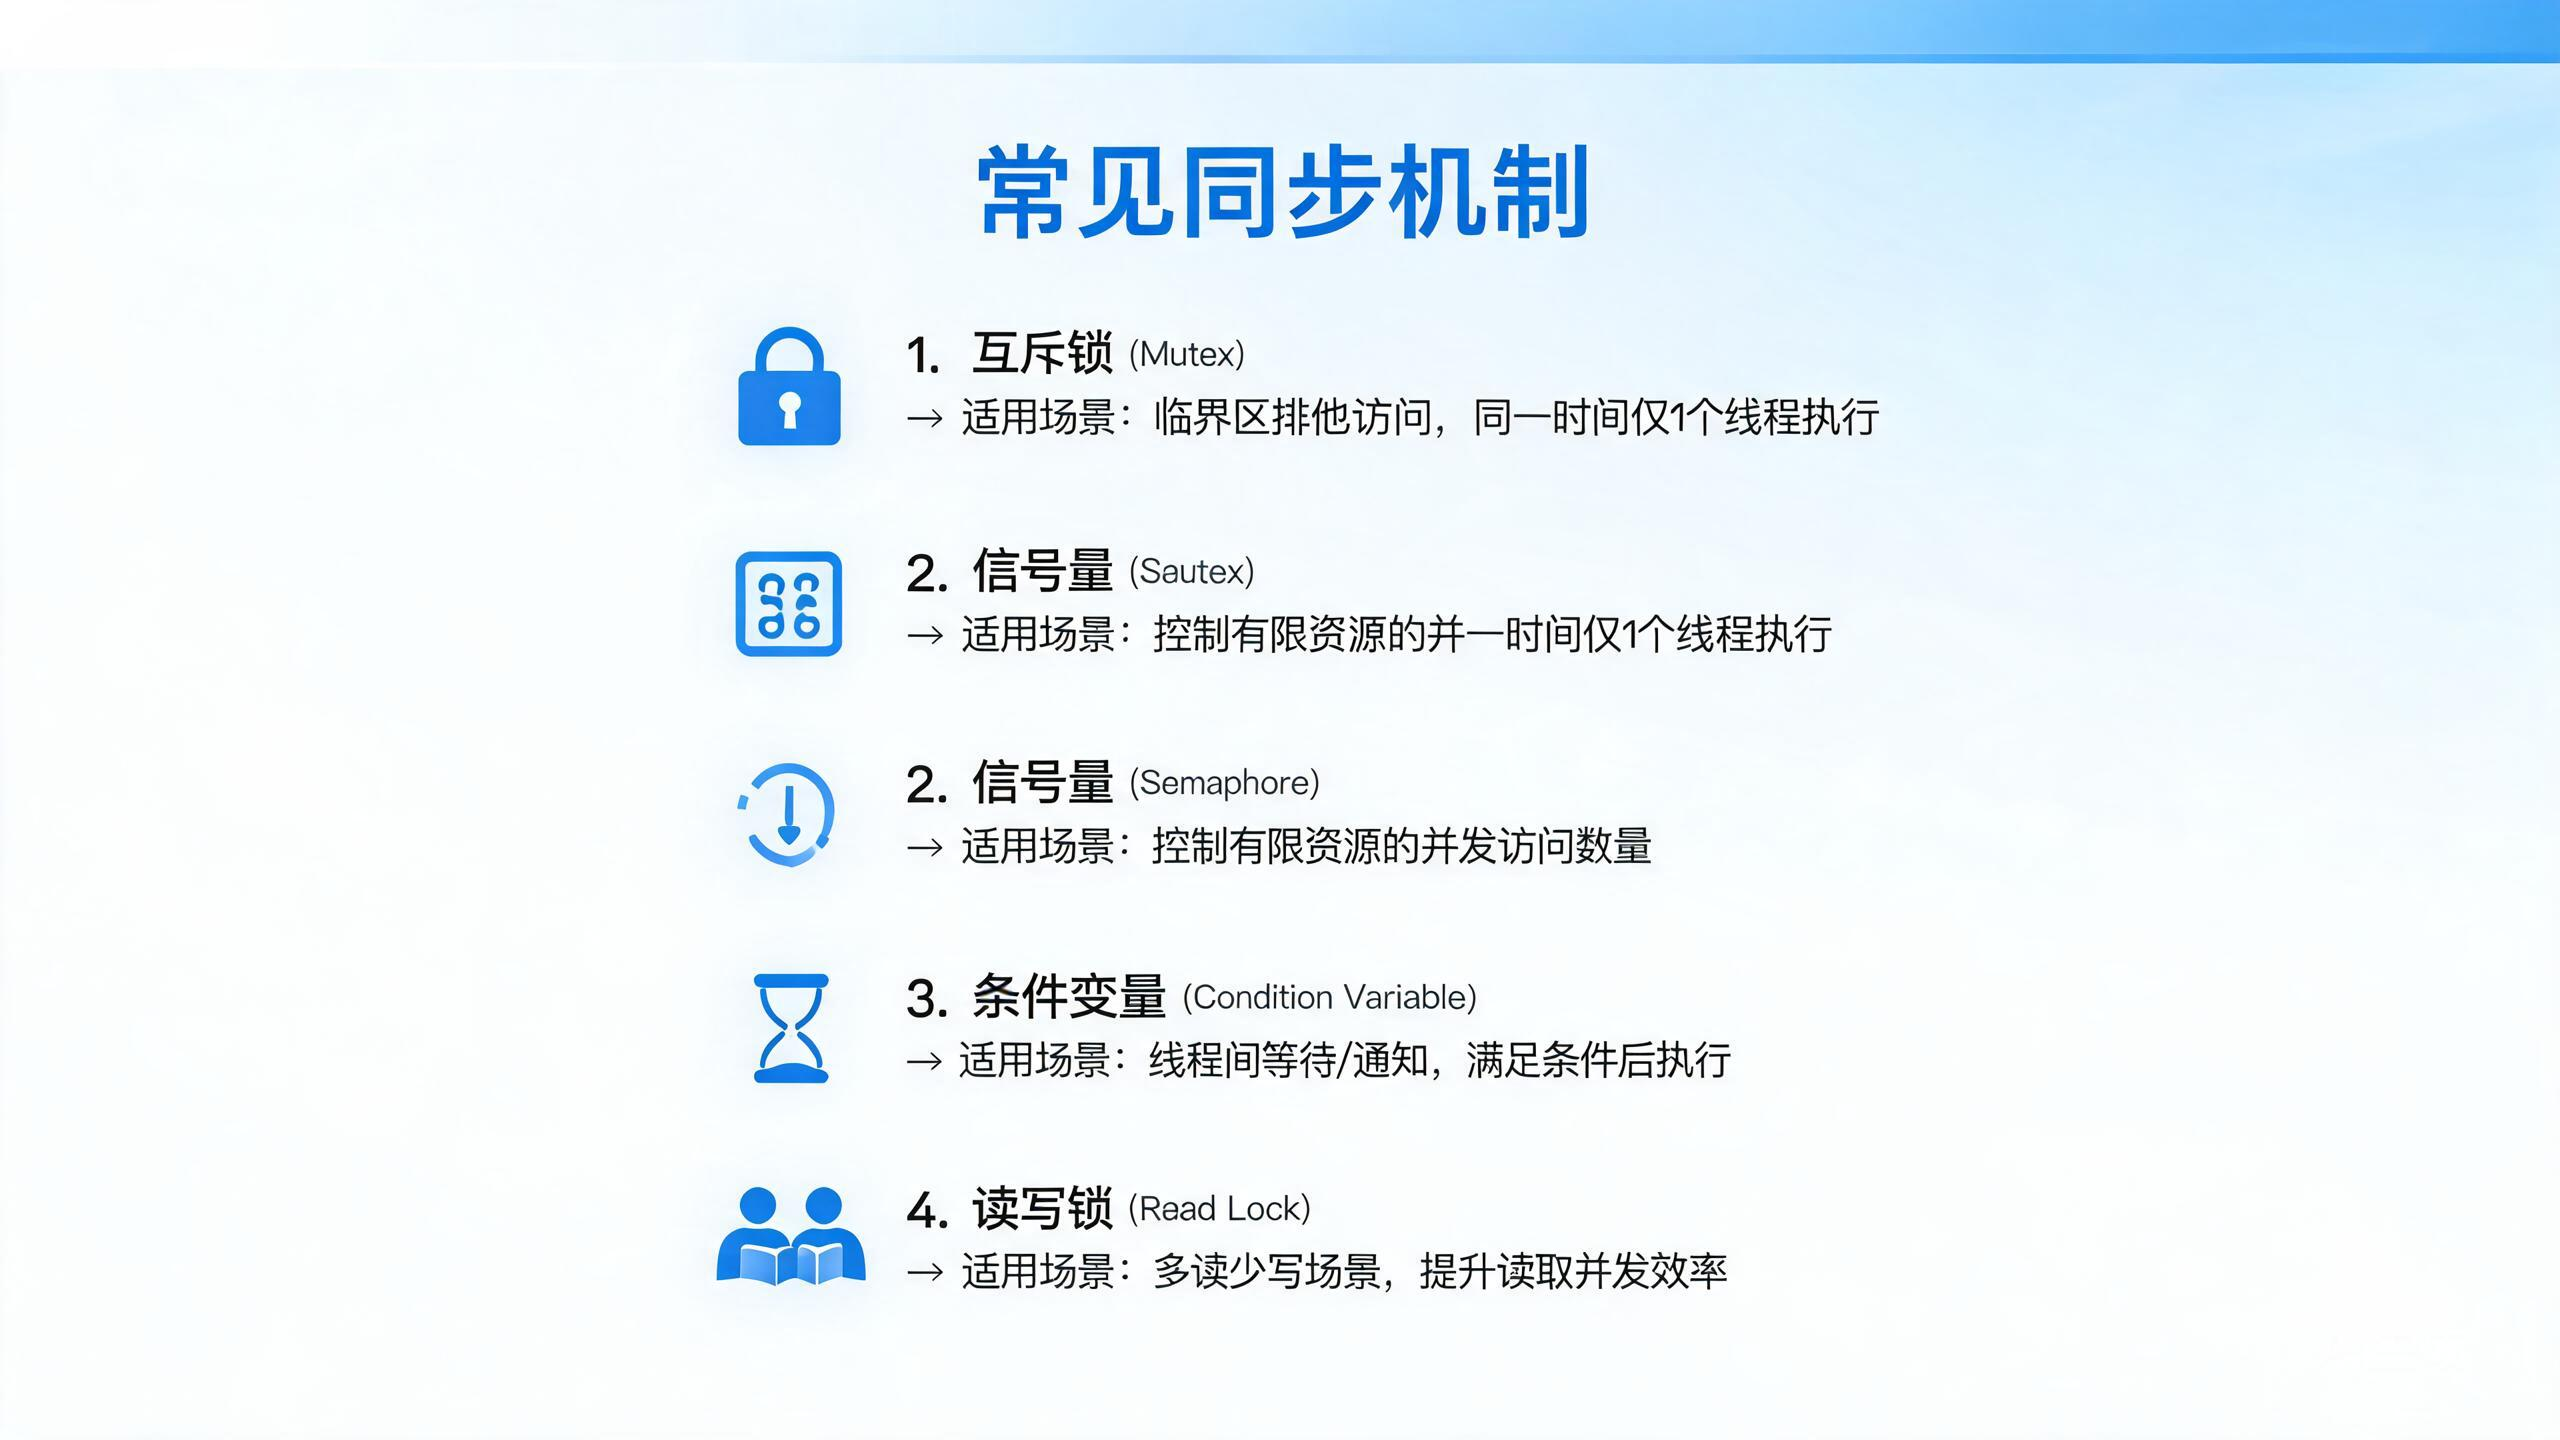 常见同步机制
1. 互斥锁 (Mutex)
→ 适用场景：临界区排他访问，同一时间仅1个线程执行
2. 信号量 (Sautex)
→ 适用场景：控制有限资源的并一时间仅1个线程执行
2. 信号量 (Semaphore)
→ 适用场景：控制有限资源的并发访问数量
3. 条件变量 (Condition Variable)
→ 适用场景：线程间等待/通知，满足条件后执行
4. 读写锁 (Read Lock)
→ 适用场景：多读少写场景，提升读取并发效率